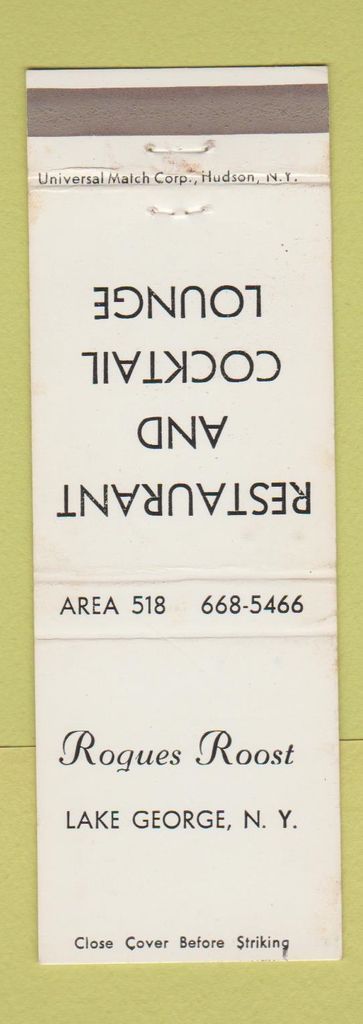 Universal Match Corp., Hudson, N.Y.
RESTAURANT
AND
COCKTAIL
LOUNGE
AREA 518 668-5466
Rogues Roost
LAKE GEORGE, N. Y.
Close Cover Before Striking